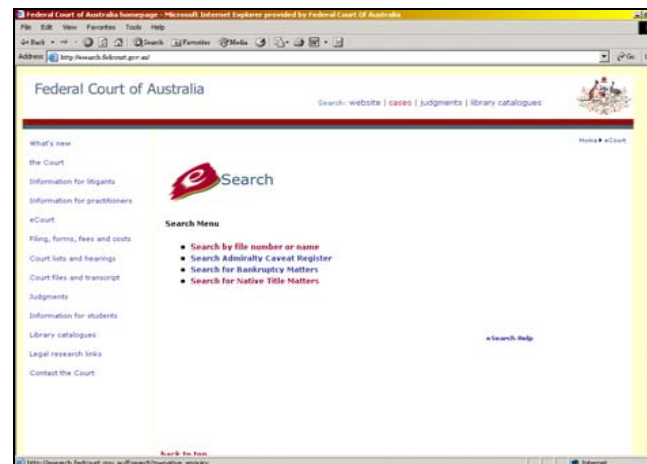 Federal Court of Australia homepage - Microsoft Internet Explorer provided by Federal Court Of Australia
File Edit View Favorites Tools Help
Back Search Favorites Media
Address http://esearch.fedcourt.gov.au/ Go
Federal Court of Australia
Search: website | cases | judgments | library catalogues
Home eCourt
What's new
the Court
Information for litigants
Information for practitioners
eCourt
Filing, forms, fees and costs
Court lists and hearings
Court files and transcript
Judgments
Information for students
Library catalogues
Legal research links
Contact the Court
e Search
Search Menu
Search by file number or name
Search Admiralty Caveat Register
Search for Bankruptcy Matters
Search for Native Title Matters
eSearch Help
back to top
Internet